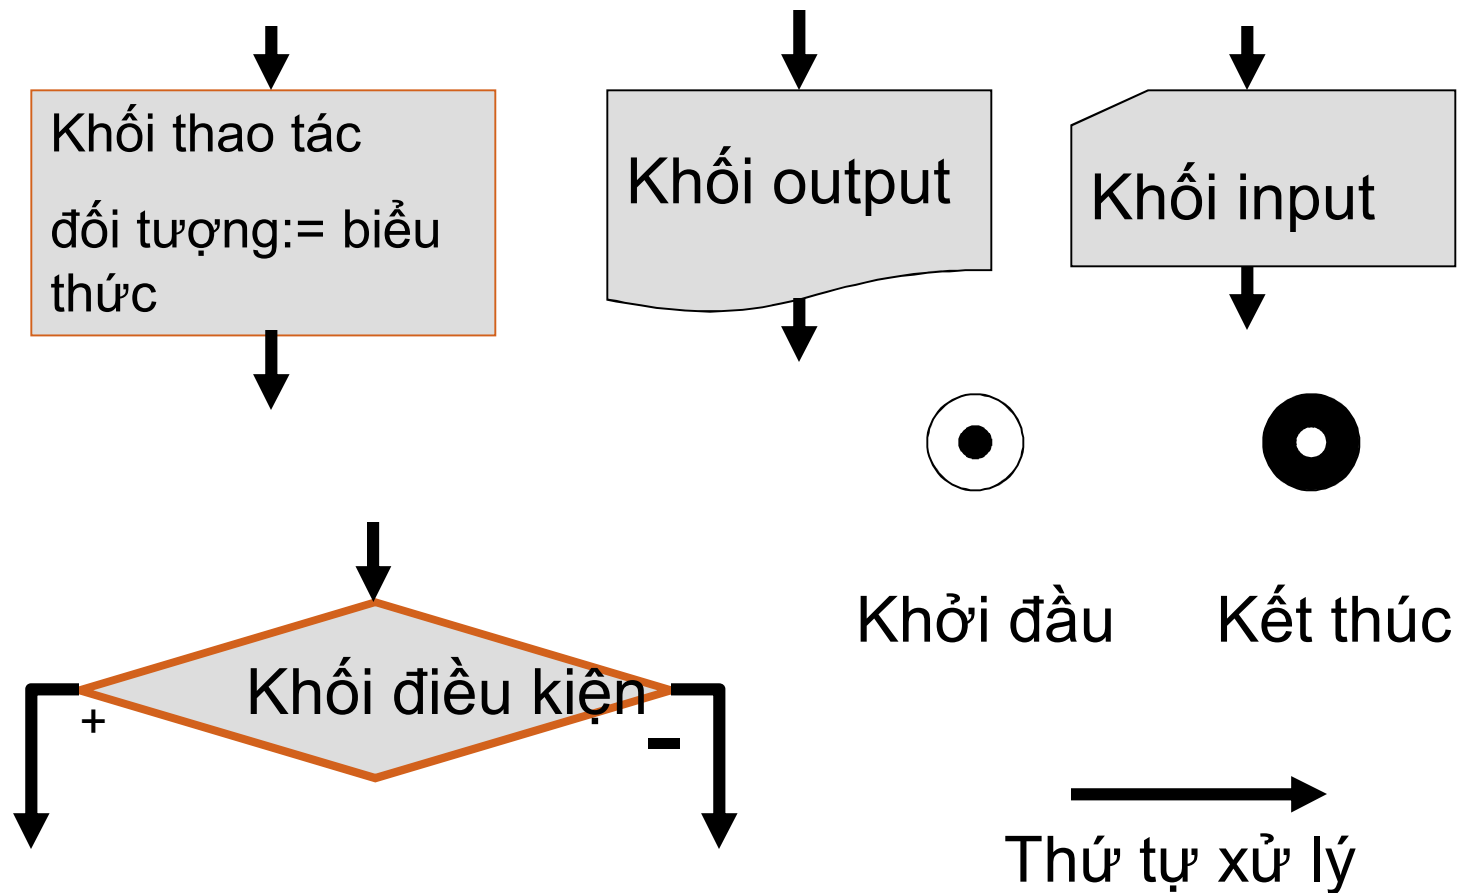 Khối thao tác
đối tượng:= biểu
thức
Khối output
Khối input
Khởi đầu
Kết thúc
Khối điều kiện
+
-
Thứ tự xử lý